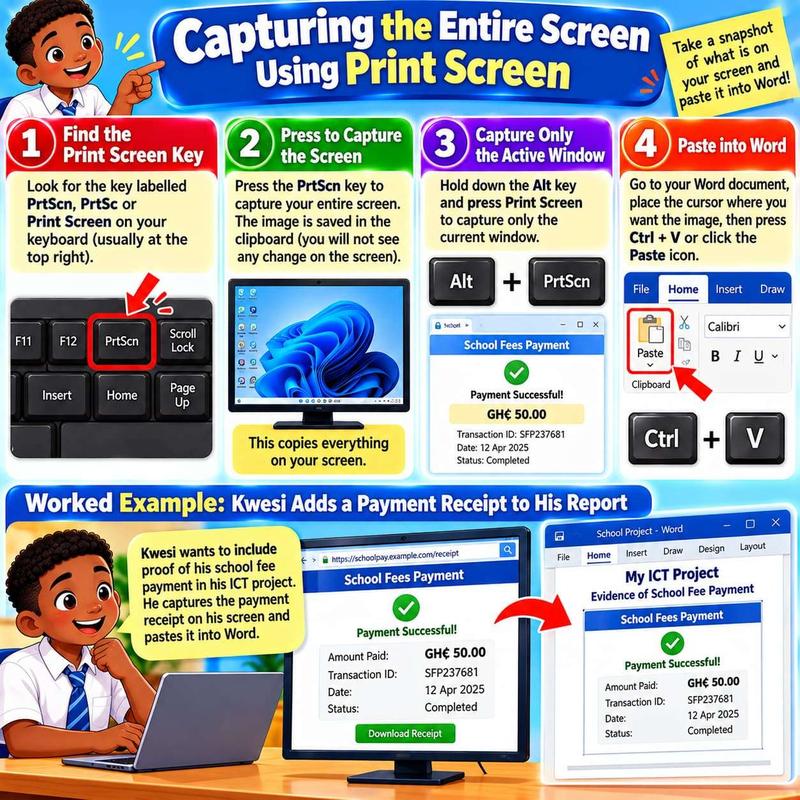 Capturing the Entire Screen
Using Print Screen
Take a snapshot
of what is on
your screen and
paste it into Word!
1 Find the
Print Screen Key
Look for the key labelled
PrtScn, PrtSc or
Print Screen on your
keyboard (usually at the
top right).
F11
F12
PrtScn
Scroll
Lock
Insert
Home
Page
Up
2 Press to Capture
the Screen
Press the PrtScn key to
capture your entire screen.
The image is saved in the
clipboard (you will not see
any change on the screen).
This copies everything
on your screen.
3 Capture Only
the Active Window
Hold down the Alt key
and press Print Screen
to capture only the
current window.
Alt + PrtScn
School Fees Payment
Payment Successful!
GH₵ 50.00
Transaction ID: SFP237681
Date: 12 Apr 2025
Status: Completed
4 Paste into Word
Go to your Word document,
place the cursor where you
want the image, then press
Ctrl + V or click the
Paste icon.
File Home Insert Draw
Paste
Calibri
B I U
Clipboard
Ctrl + V
Worked Example: Kwesi Adds a Payment Receipt to His Report
Kwesi wants to include
proof of his school fee
payment in his ICT project.
He captures the payment
receipt on his screen and
pastes it into Word.
https://schoolpay.example.com/receipt
School Fees Payment
Payment Successful!
Amount Paid: GH₵ 50.00
Transaction ID: SFP237681
Date: 12 Apr 2025
Status: Completed
Download Receipt
School Project - Word
File Home Insert Draw Design Layout
My ICT Project
Evidence of School Fee Payment
School Fees Payment
Payment Successful!
Amount Paid: GH₵ 50.00
Transaction ID: SFP237681
Date: 12 Apr 2025
Status: Completed